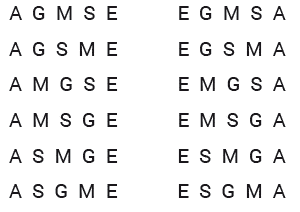 A G M S E E G M S A
A G S M E E G S M A
A M G S E E M G S A
A M S G E E M S G A
A S M G E E S M G A
A S G M E E S G M A